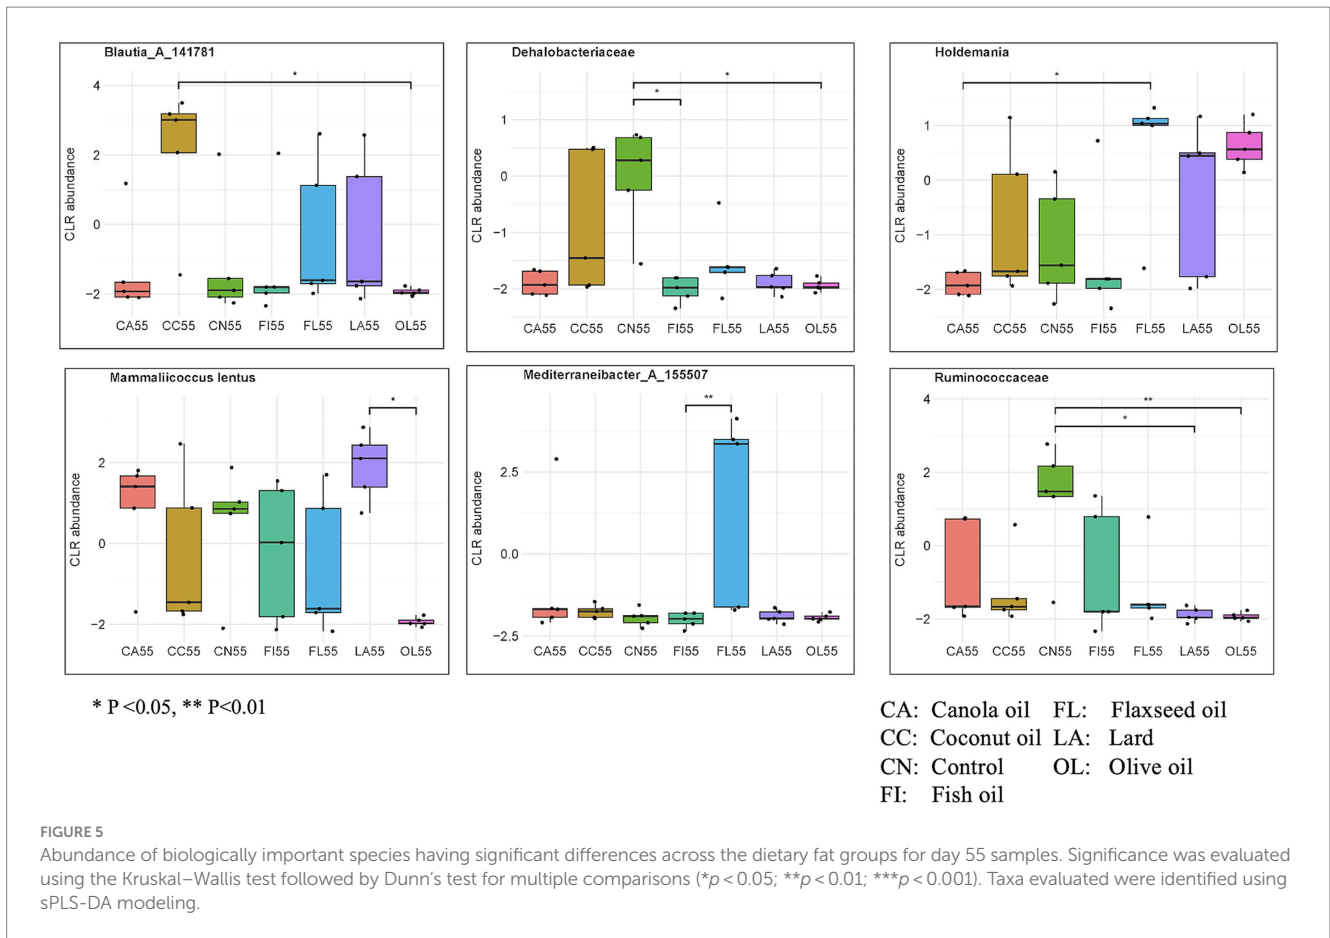 Blautia_A_141781
*
CLR abundance
4
2
0
−2
CA55 CC55 CN55 FI55 FL55 LA55 OL55
Dehalobacteriaceae
*
*
CLR abundance
1
0
−1
−2
CA55 CC55 CN55 FI55 FL55 LA55 OL55
Holdemania
*
CLR abundance
1
0
−1
−2
CA55 CC55 CN55 FI55 FL55 LA55 OL55
Mammaliicoccus lentus
*
CLR abundance
2
0
−2
CA55 CC55 CN55 FI55 FL55 LA55 OL55
Mediterraneibacter_A_155507
**
CLR abundance
2.5
0.0
−2.5
CA55 CC55 CN55 FI55 FL55 LA55 OL55
Ruminococcaceae
**
*
CLR abundance
4
2
0
−2
CA55 CC55 CN55 FI55 FL55 LA55 OL55
* P <0.05, ** P<0.01
CA: Canola oil FL: Flaxseed oil
CC: Coconut oil LA: Lard
CN: Control OL: Olive oil
FI: Fish oil
FIGURE 5
Abundance of biologically important species having significant differences across the dietary fat groups for day 55 samples. Significance was evaluated
using the Kruskal–Wallis test followed by Dunn's test for multiple comparisons (*p < 0.05; **p < 0.01; ***p < 0.001). Taxa evaluated were identified using
sPLS-DA modeling.